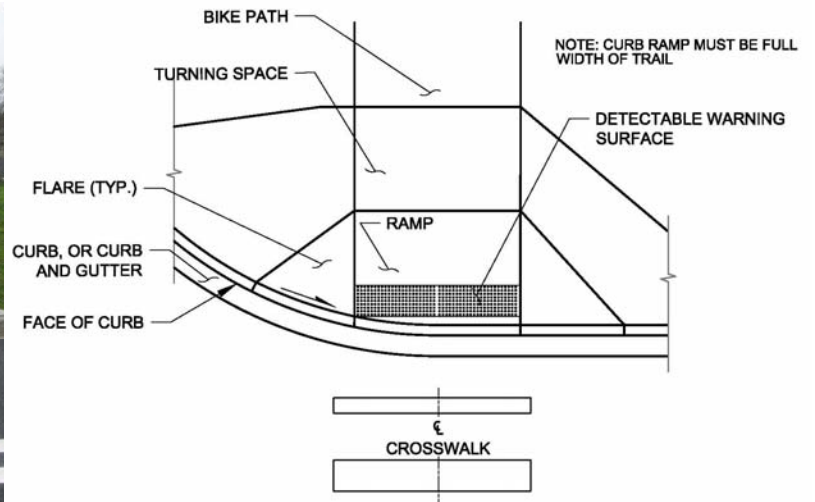 BIKE PATH
NOTE: CURB RAMP MUST BE FULL
WIDTH OF TRAIL
TURNING SPACE
DETECTABLE WARNING
SURFACE
FLARE (TYP.)
RAMP
CURB, OR CURB
AND GUTTER
FACE OF CURB
℄
CROSSWALK